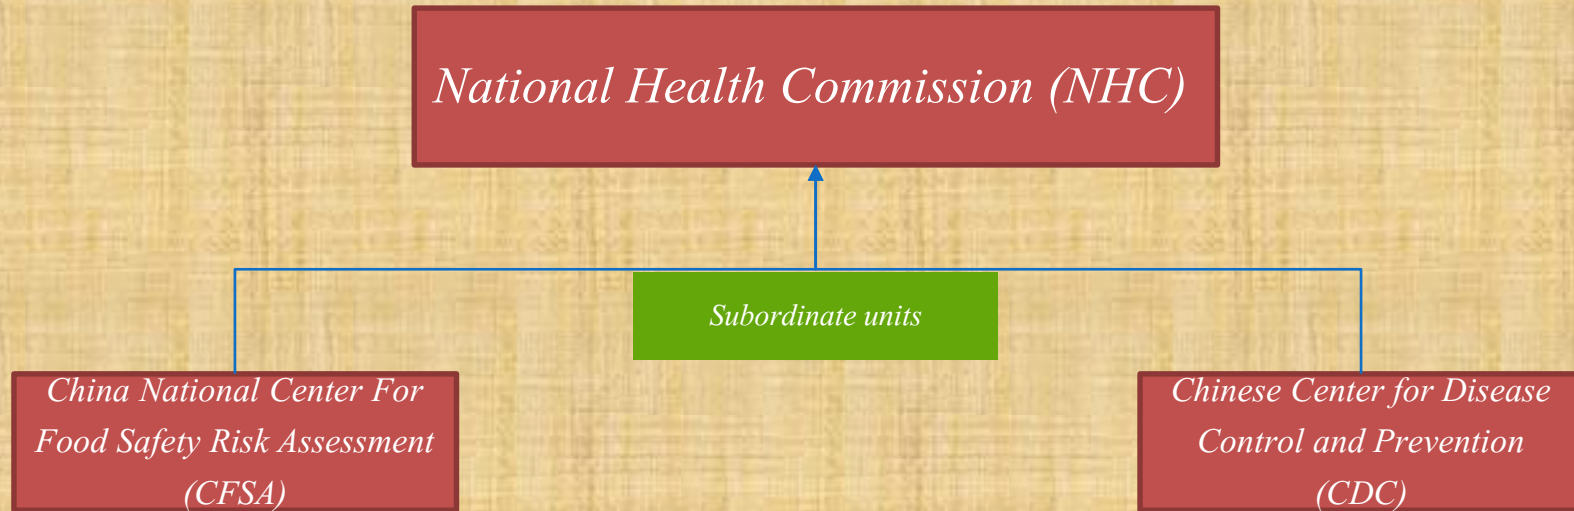 National Health Commission (NHC)
Subordinate units
China National Center For
Food Safety Risk Assessment
(CFSA)
Chinese Center for Disease
Control and Prevention
(CDC)